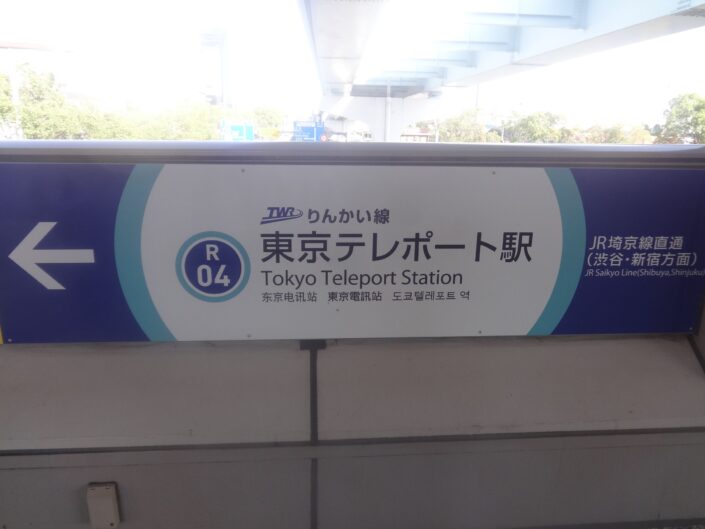 TWR りんかい線
R
04
東京テレポート駅
Tokyo Teleport Station
东京电讯站 東京電訊站 도쿄텔레포트 역
JR埼京線直通
(渋谷・新宿方面)
JR Saikyo Line(Shibuya,Shinjuku)